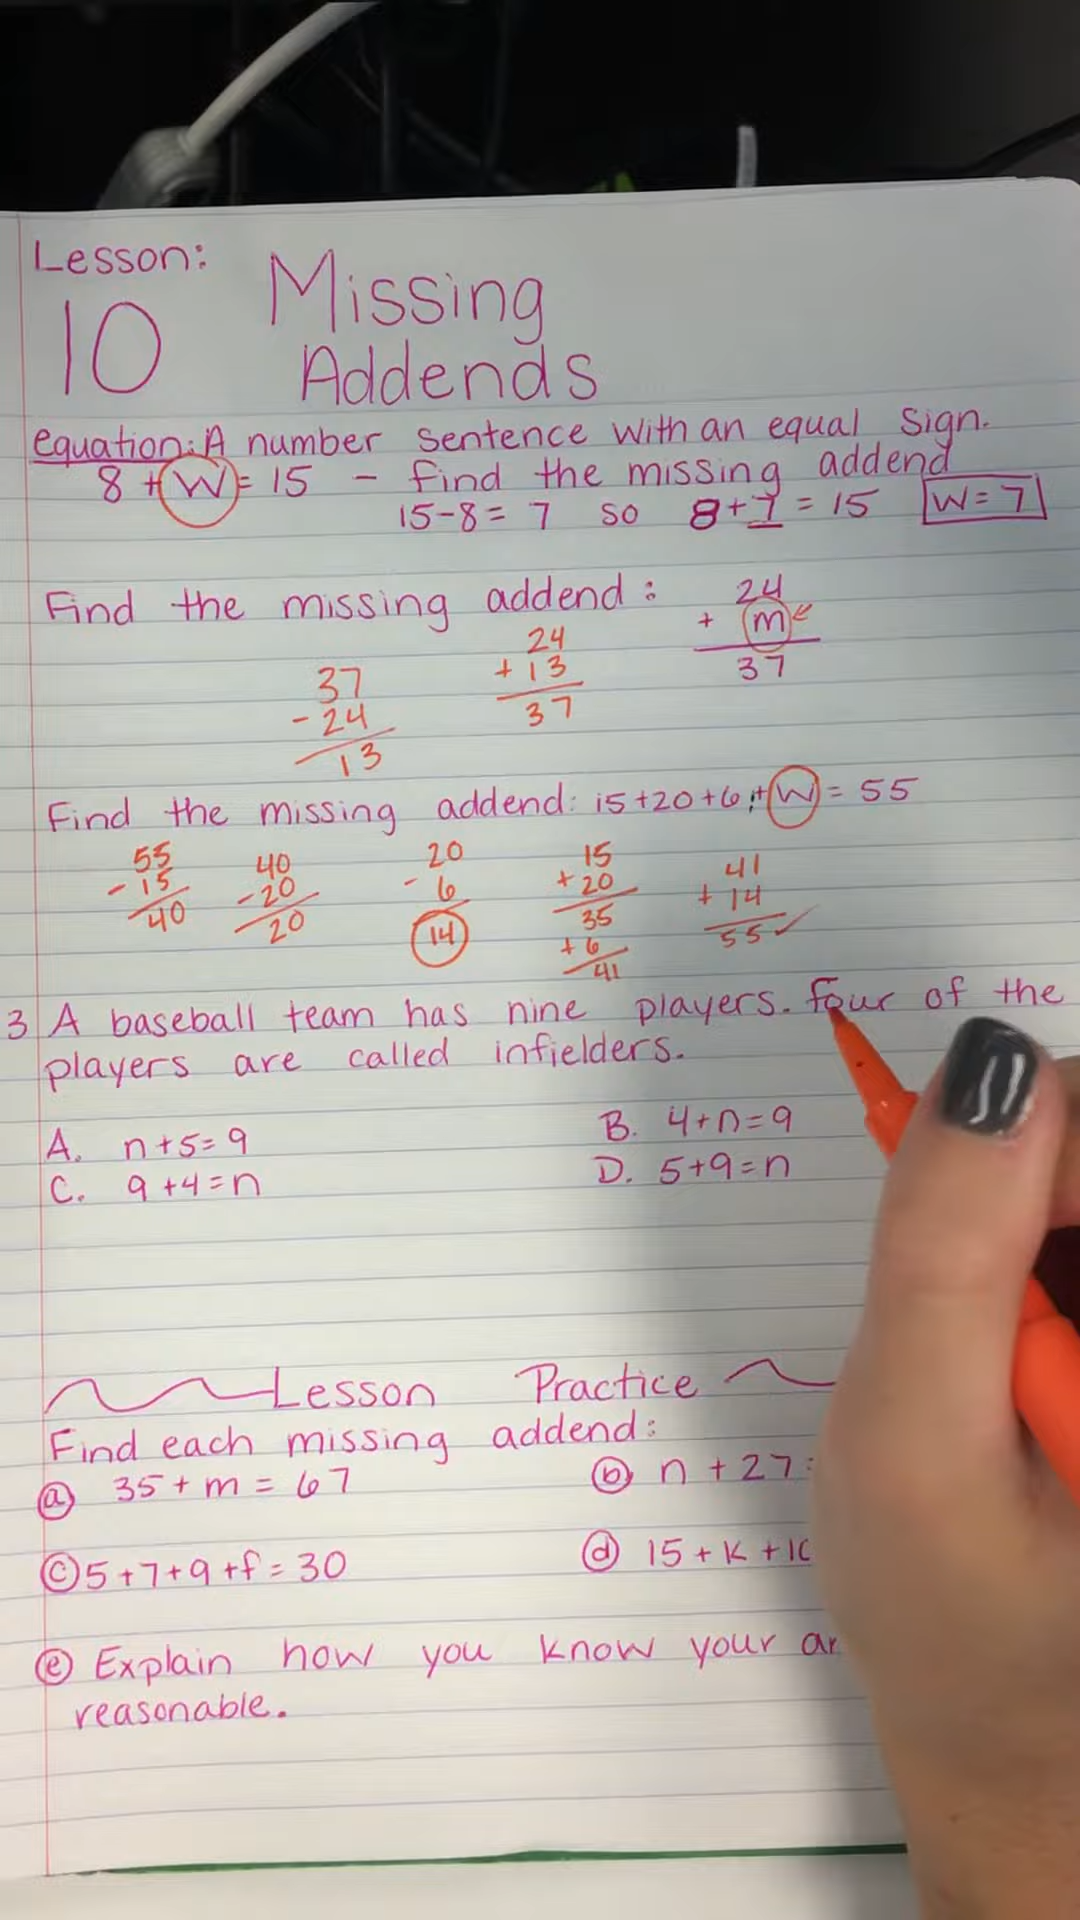 Lesson:
10
Missing
Addends
equation: A number sentence with an equal sign.
8 + W = 15 - find the missing addend
15-8 = 7 so 8+7 = 15 W = 7
Find the missing addend:
24
+ m
37
37
- 24
13
24
+ 13
37
Find the missing addend: 15+20+6+W = 55
55
- 15
40
40
- 20
20
20
- 6
14
15
+ 20
35
+ 6
41
41
+ 14
55 ✓
3 A baseball team has nine players. four of the
players are called infielders.
A. n+5=9
B. 4+n=9
C. 9+4=n
D. 5+9=n
Lesson Practice
Find each missing addend:
a 35 + m = 67
b n + 27
c 5+7+9+f = 30
d 15 + k +
e Explain how you know your
reasonable.